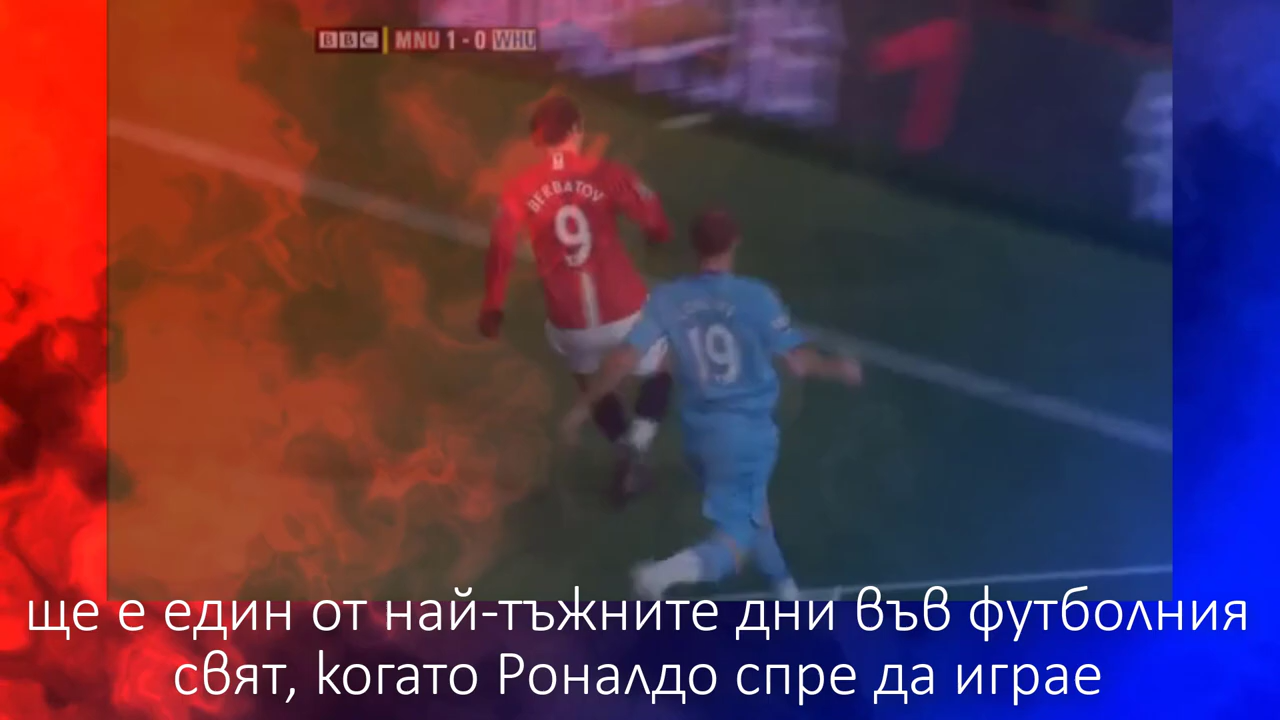 BBC MNU 1 - 0 WHU
BERBATOV
9
19
ще е един от най-тъжните дни във футболния
свят, когато Роналдо спре да играе